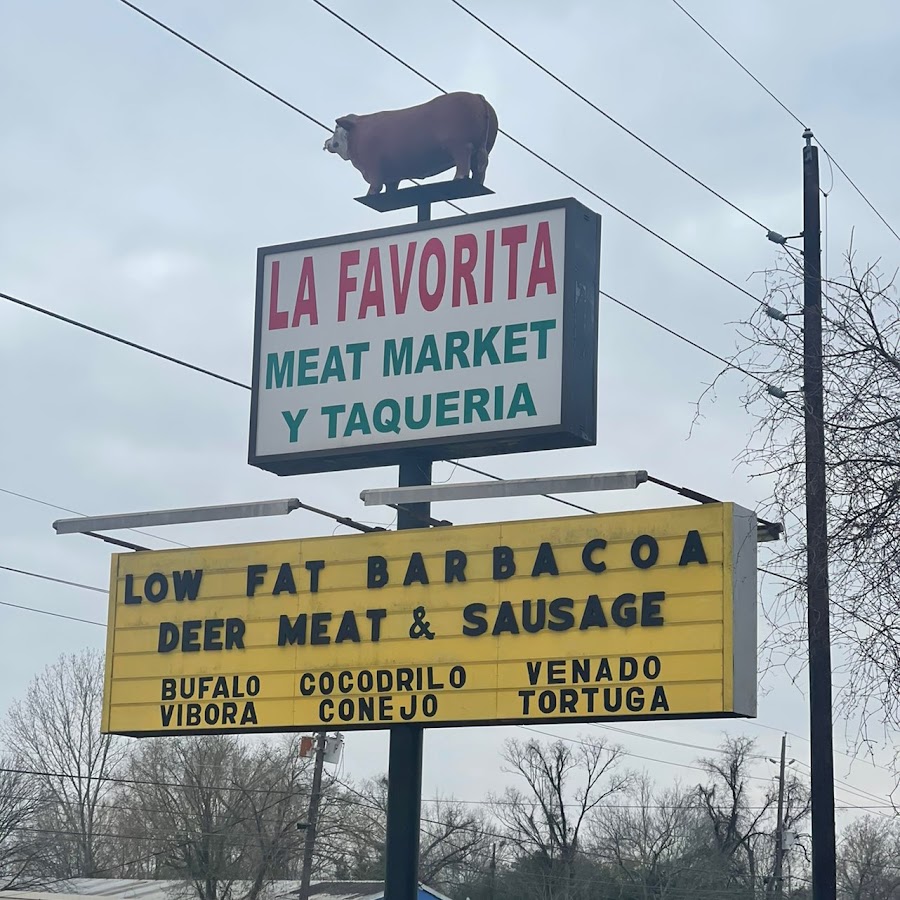 LA FAVORITA
MEAT MARKET
Y TAQUERIA
LOW FAT BARBACOA
DEER MEAT & SAUSAGE
BUFALO COCODRILO VENADO
VIBORA CONEJO TORTUGA